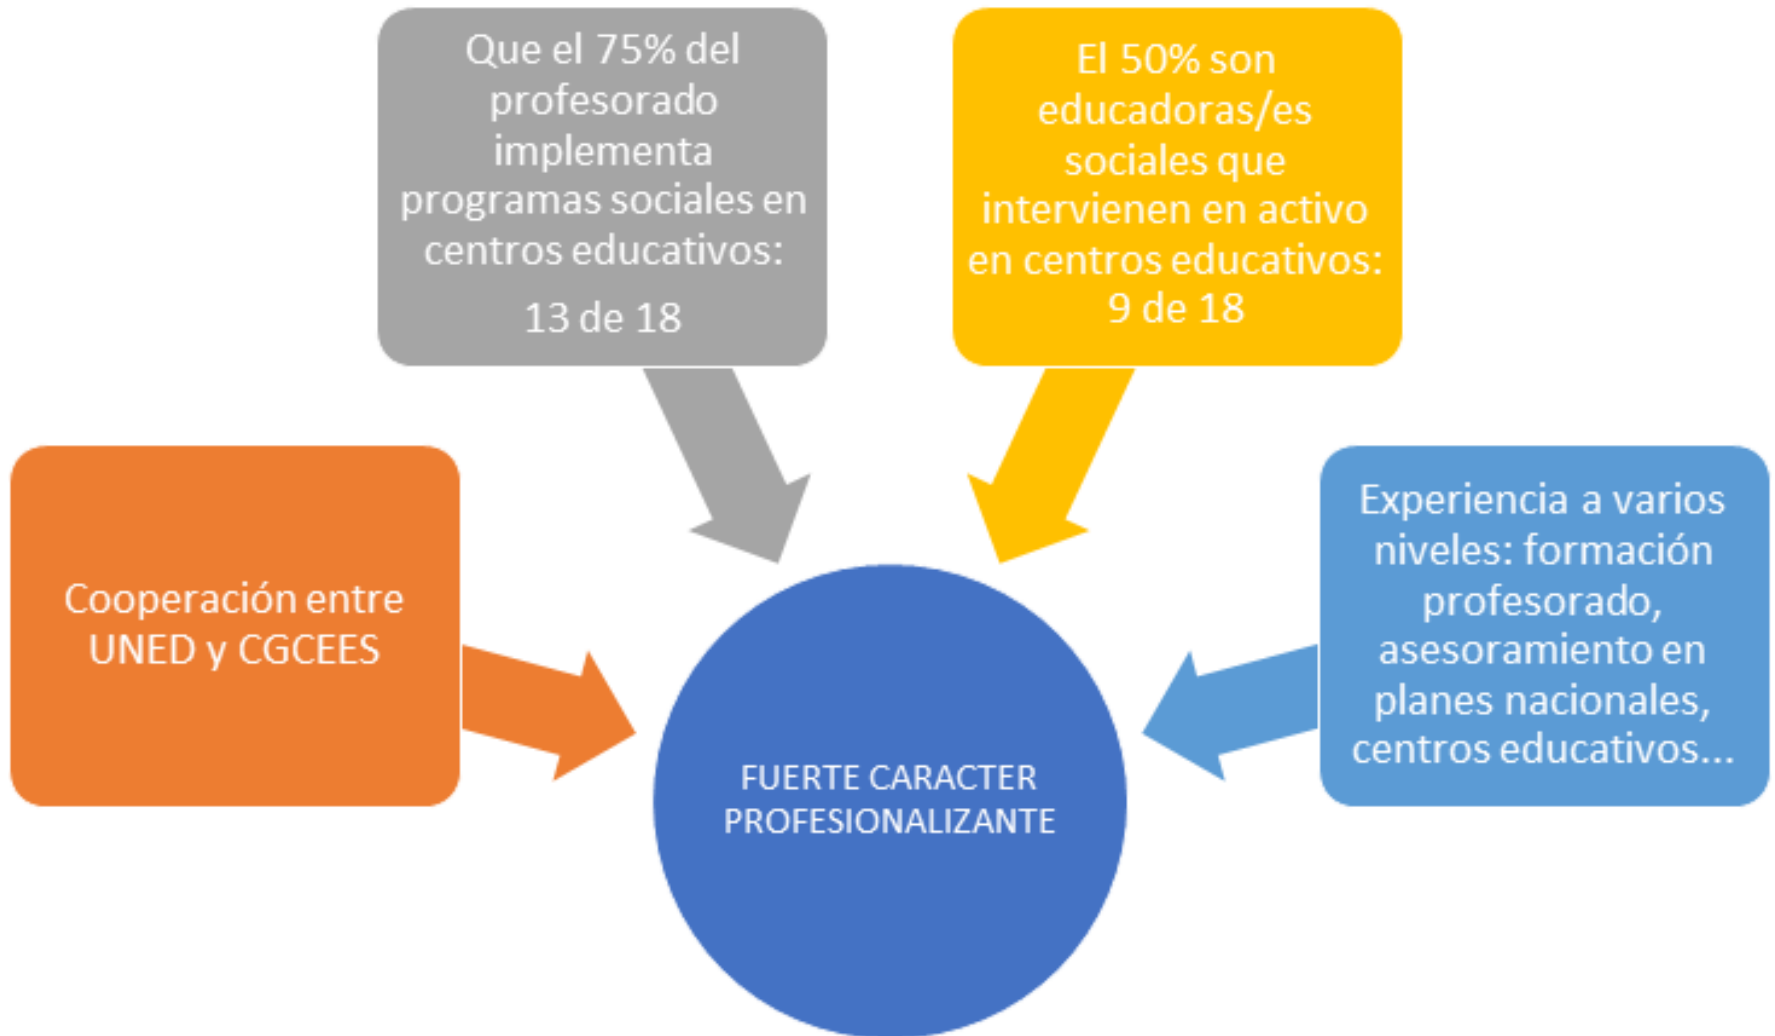 Que el 75% del
profesorado
implementa
programas sociales en
centros educativos:
13 de 18
El 50% son
educadoras/es
sociales que
intervienen en activo
en centros educativos:
9 de 18
Cooperación entre
UNED y CGCEES
Experiencia a varios
niveles: formación
profesorado,
asesoramiento en
planes nacionales,
centros educativos...
FUERTE CARACTER
PROFESIONALIZANTE